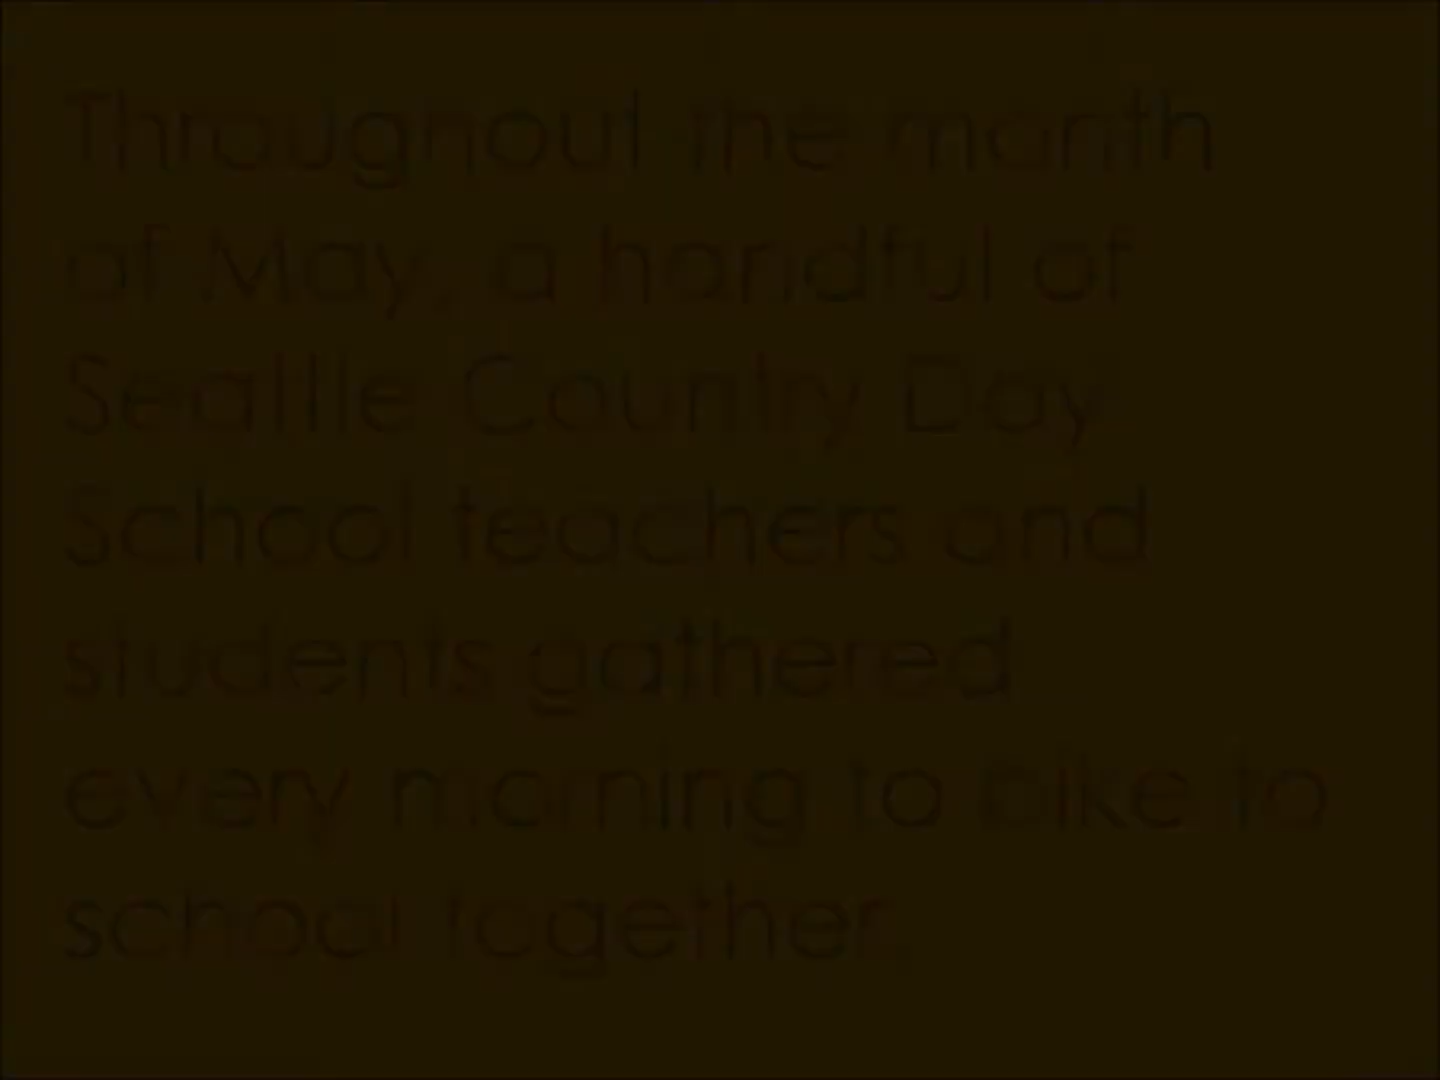 Throughout the month
of May, a handful of
Seattle Country Day
School teachers and
students gathered
every morning to bike to
school together.